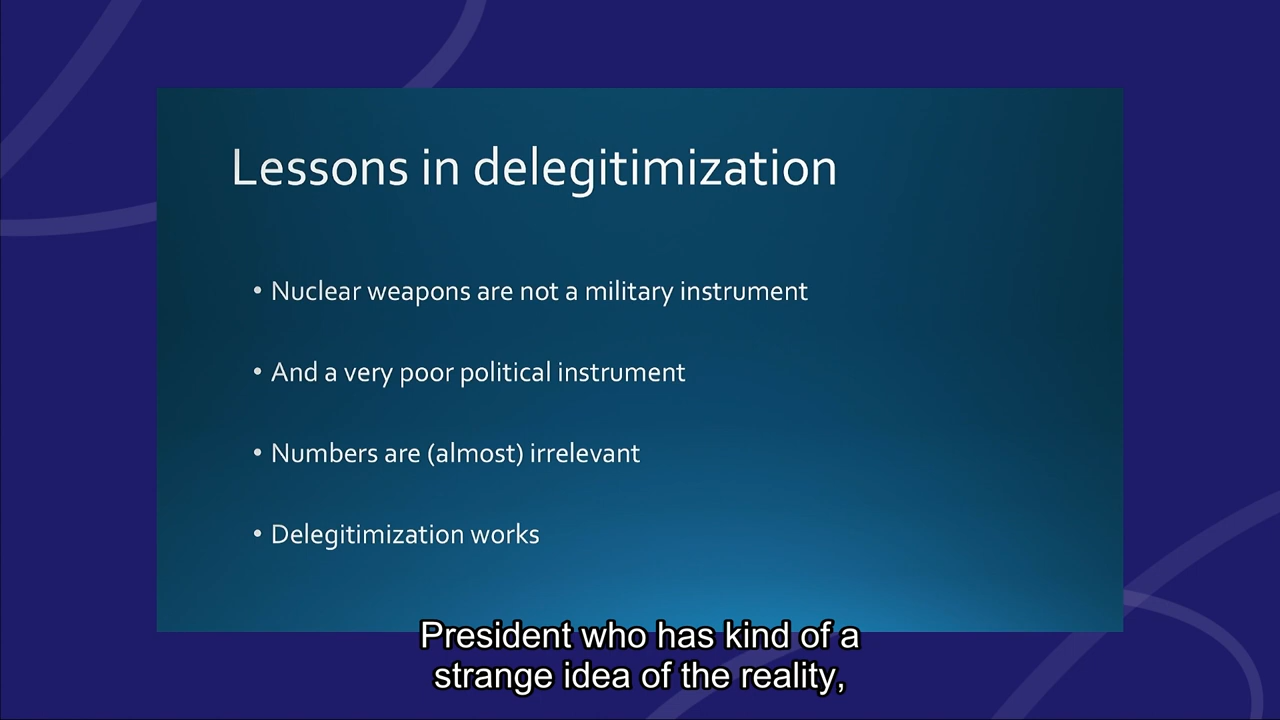 Lessons in delegitimization
• Nuclear weapons are not a military instrument
• And a very poor political instrument
• Numbers are (almost) irrelevant
• Delegitimization works
President who has kind of a
strange idea of the reality,